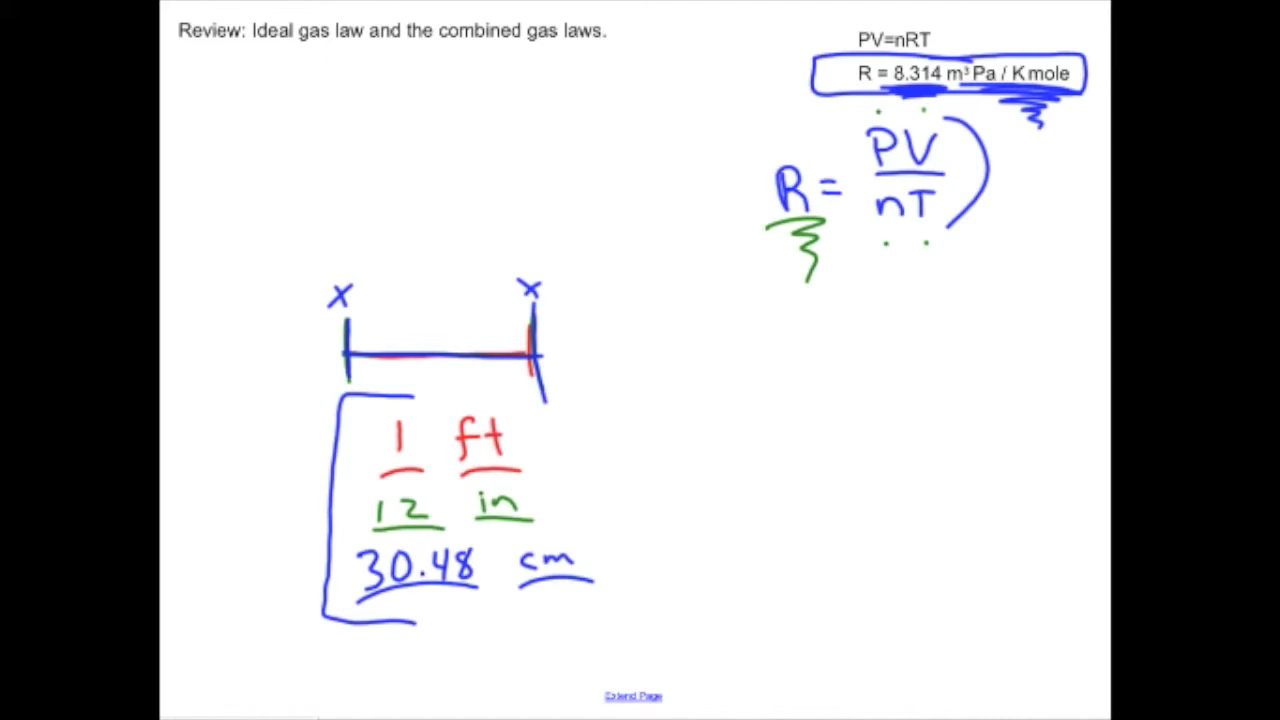 Review: Ideal gas law and the combined gas laws.
PV=nRT
R = 8.314 m³ Pa / K mole
R = PV / nT
x x
1 ft
12 in
30.48 cm
Extend Page